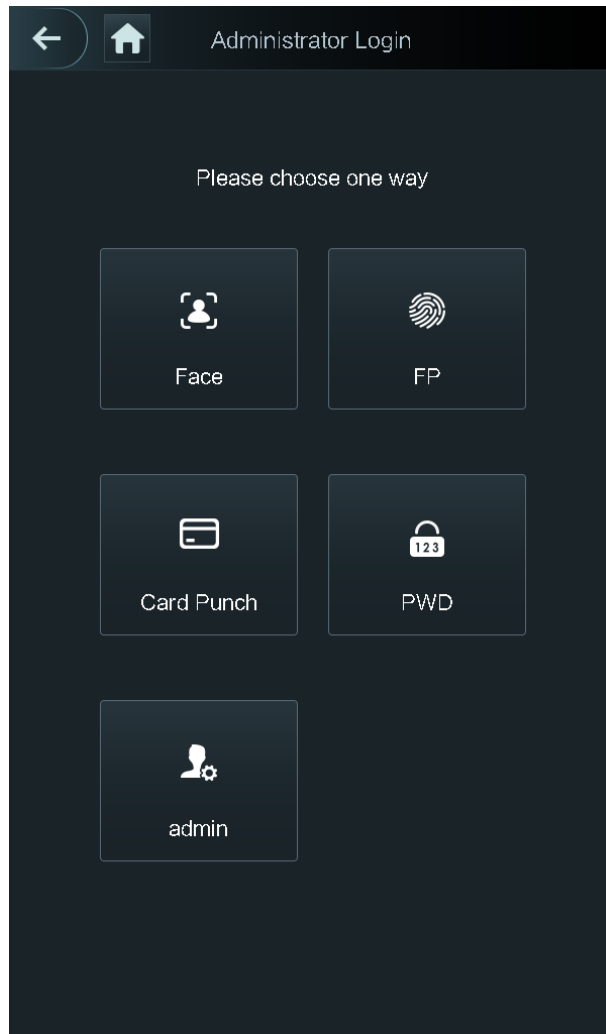 Administrator Login
Please choose one way
Face
FP
Card Punch
123
PWD
admin